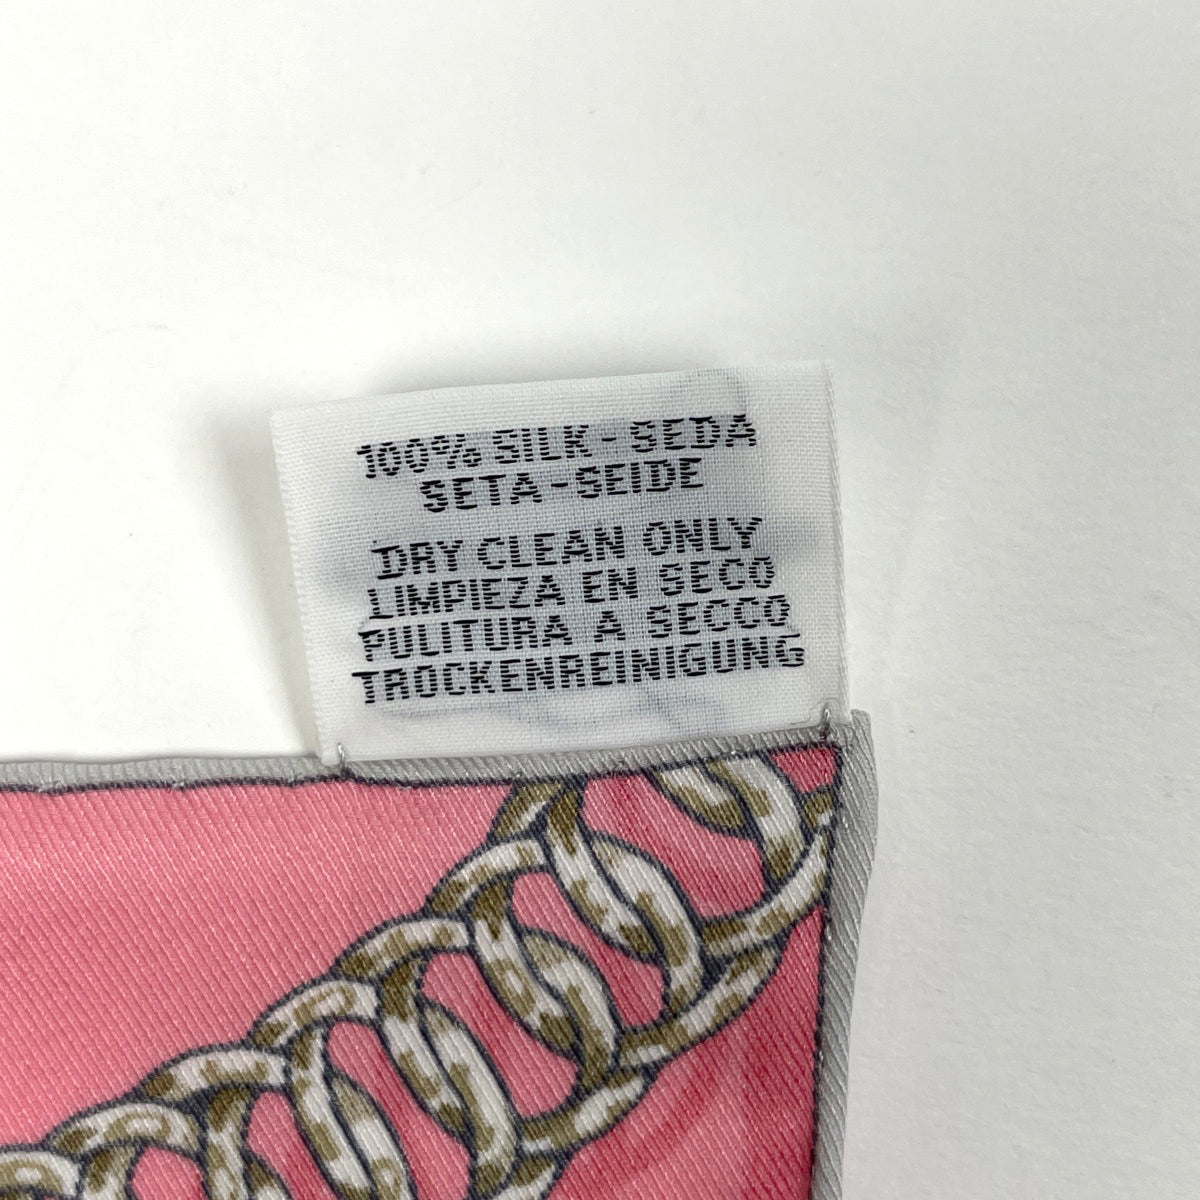 100% SILK - SEDA
SETA - SEIDE
DRY CLEAN ONLY
LIMPIEZA EN SECO
PULITURA A SECCO
TROCKENREINIGUNG